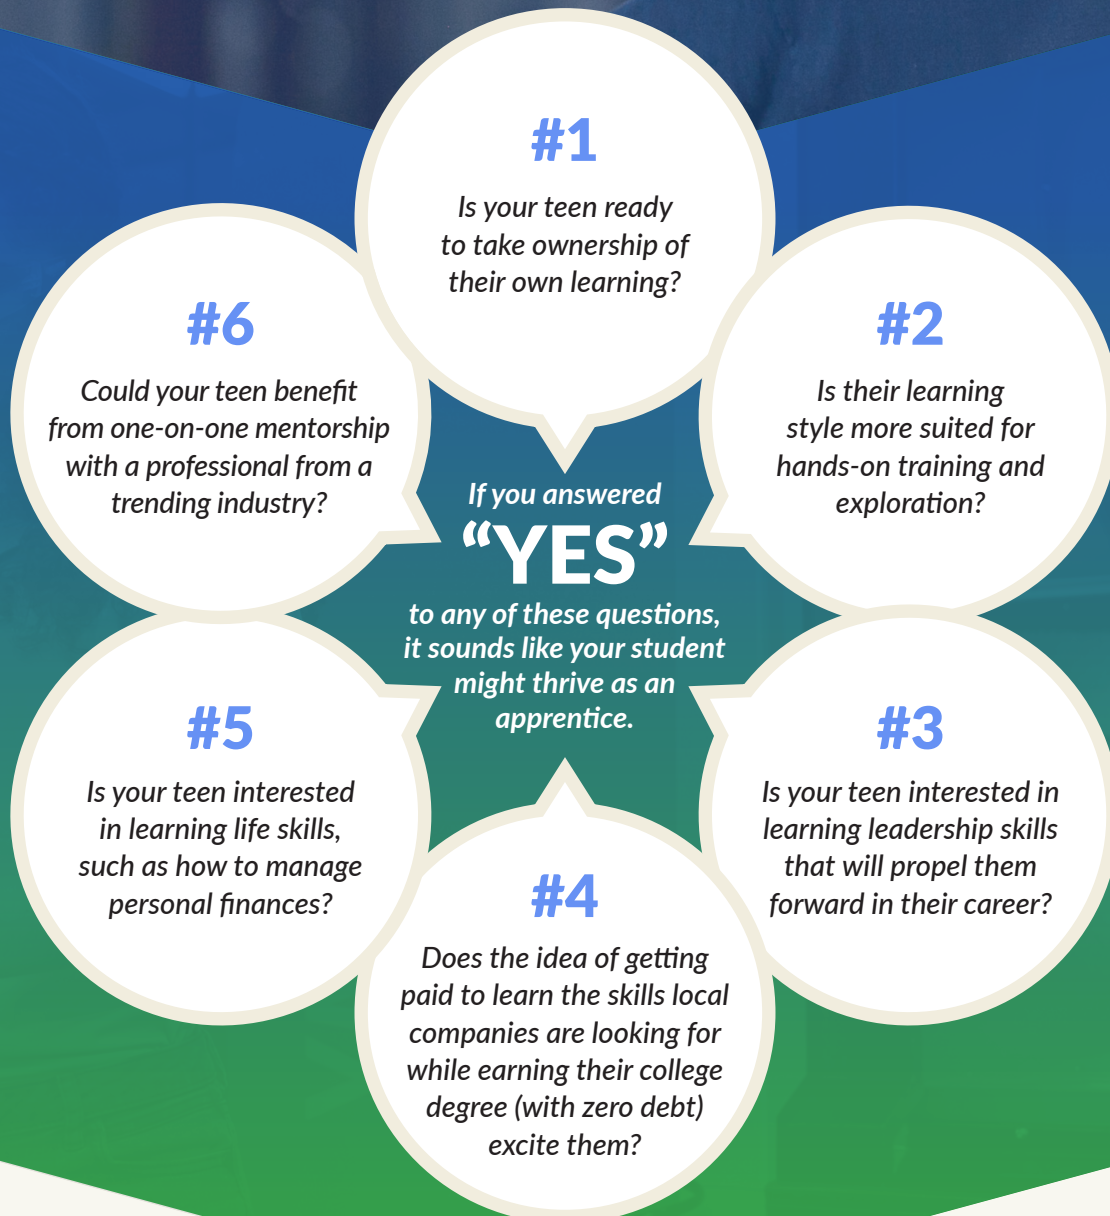 #1
Is your teen ready
to take ownership of
their own learning?
#2
Is their learning
style more suited for
hands-on training and
exploration?
#3
Is your teen interested in
learning leadership skills
that will propel them
forward in their career?
#4
Does the idea of getting
paid to learn the skills local
companies are looking for
while earning their college
degree (with zero debt)
excite them?
#5
Is your teen interested
in learning life skills,
such as how to manage
personal finances?
#6
Could your teen benefit
from one-on-one mentorship
with a professional from a
trending industry?
If you answered
“YES”
to any of these questions,
it sounds like your student
might thrive as an
apprentice.